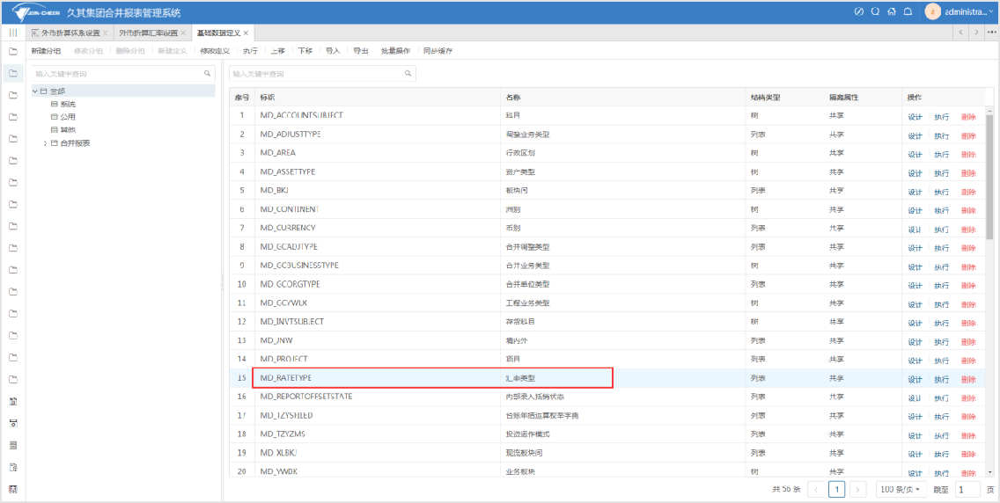 JOIN-CHEER 久其集团合并报表管理系统 administra...
外币折算体系设置 外币折算汇率设置 基础数据定义
新建分组 修改分组 删除分组 新建定义 修改定义 执行 上移 下移 导入 导出 批量操作 同步缓存
输入关键字查询 输入关键字查询
全部
系统
公用
其他
合并报表
序号 标识 名称 结构类型 隔离属性 操作
1 MD_ACCOUNTSUBJECT 科目 树 共享 设计 执行 删除
2 MD_ADJUSTTYPE 调整业务类型 列表 共享 设计 执行 删除
3 MD_AREA 行政区划 树 共享 设计 执行 删除
4 MD_ASSETTYPE 资产类型 树 共享 设计 执行 删除
5 MD_BKJ 板块间 列表 共享 设计 执行 删除
6 MD_CONTINENT 洲别 树 共享 设计 执行 删除
7 MD_CURRENCY 币别 列表 共享 设计 执行 删除
8 MD_GCADJTYPE 合并调整类型 列表 共享 设计 执行 删除
9 MD_GCBUSINESSTYPE 合并业务类型 树 共享 设计 执行 删除
10 MD_GCORGTYPE 合并单位类型 列表 共享 设计 执行 删除
11 MD_GCYWLX 工程业务类型 树 共享 设计 执行 删除
12 MD_INVTSUBJECT 存货科目 树 共享 设计 执行 删除
13 MD_JNW 境内外 列表 共享 设计 执行 删除
14 MD_PROJECT 项目 列表 共享 设计 执行 删除
15 MD_RATETYPE 汇率类型 列表 共享 设计 执行 删除
16 MD_REPORTOFFSETSTATE 内部录入抵销状态 列表 共享 设计 执行 删除
17 台账年结运算权举字典 列表 共享 设计 执行 删除
18 MD_TZYZMS 投资运作模式 列表 共享 设计 执行 删除
19 MD_XLBKJ 现流板块间 列表 共享 设计 执行 删除
20 MD_YWBK 业务板块 树 共享 设计 执行 删除
共 56 条 1 100 条/页 跳至 1 页